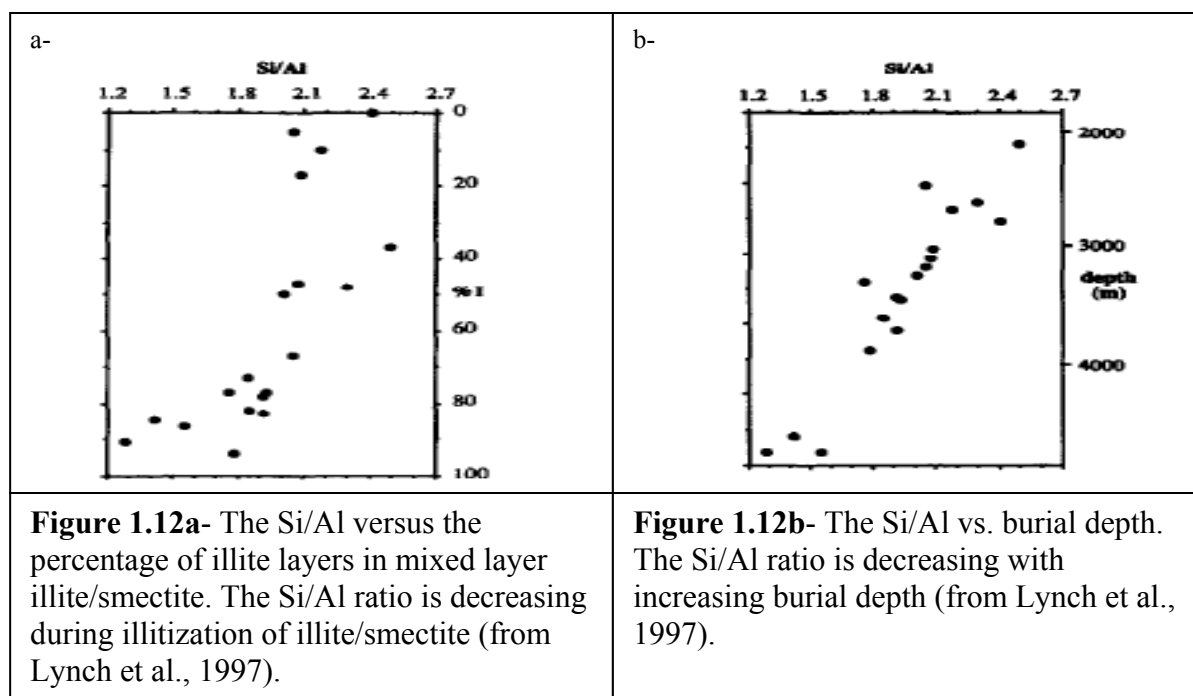 a-
Si/Al
1.2 1.5 1.8 2.1 2.4 2.7
0
20
40
%I
60
80
100
b-
Si/Al
1.2 1.5 1.8 2.1 2.4 2.7
2000
3000
depth
(m)
4000
Figure 1.12a- The Si/Al versus the
percentage of illite layers in mixed layer
illite/smectite. The Si/Al ratio is decreasing
during illitization of illite/smectite (from
Lynch et al., 1997).
Figure 1.12b- The Si/Al vs. burial depth.
The Si/Al ratio is decreasing with
increasing burial depth (from Lynch et al.,
1997).